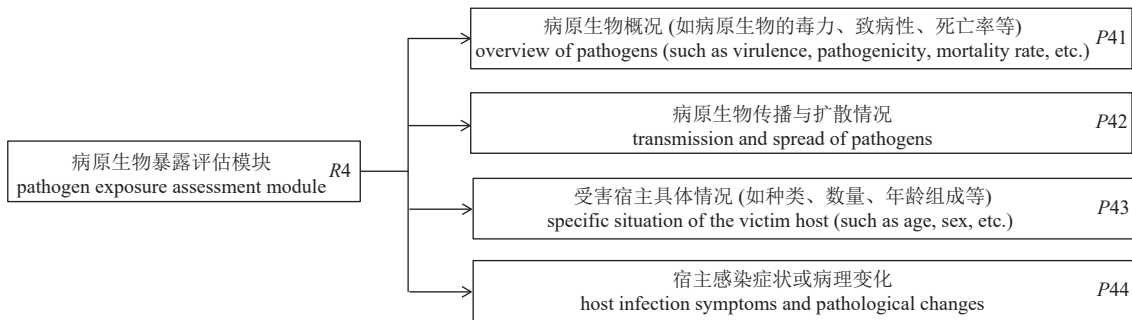 病原生物概况 (如病原生物的毒力、致病性、死亡率等)
overview of pathogens (such as virulence, pathogenicity, mortality rate, etc.)
P41
病原生物传播与扩散情况
transmission and spread of pathogens
P42
病原生物暴露评估模块
pathogen exposure assessment module
R4
受害宿主具体情况 (如种类、数量、年龄组成等)
specific situation of the victim host (such as age, sex, etc.)
P43
宿主感染症状或病理变化
host infection symptoms and pathological changes
P44